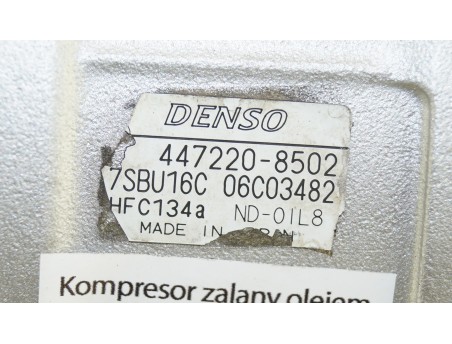 DENSO
447220-8502
7SBU16C 06C03482
HFC134a ND-OIL8
MADE IN JAPAN
Kompresor zalany olejem